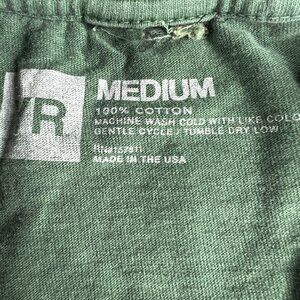 R
MEDIUM
100% COTTON
MACHINE WASH COLD WITH LIKE COLO
GENTLE CYCLE / TUMBLE DRY LOW
MADE IN THE USA